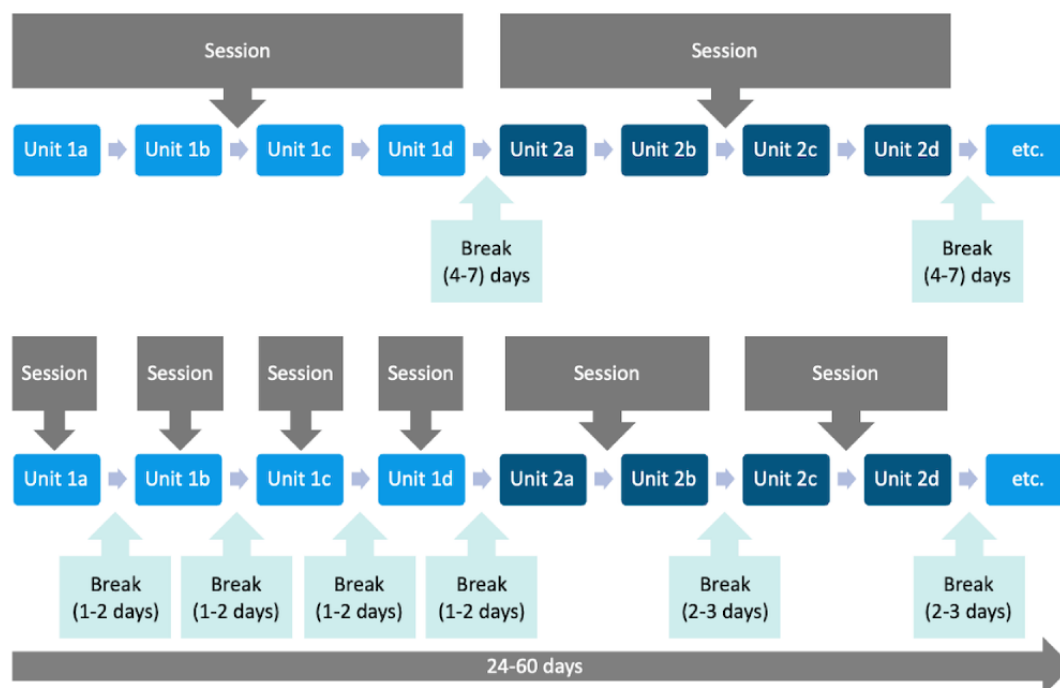 Session
Session
Unit 1a
Unit 1b
Unit 1c
Unit 1d
Unit 2a
Unit 2b
Unit 2c
Unit 2d
etc.
Break
(4-7) days
Break
(4-7) days
Session
Session
Session
Session
Session
Session
Unit 1a
Unit 1b
Unit 1c
Unit 1d
Unit 2a
Unit 2b
Unit 2c
Unit 2d
etc.
Break
(1-2 days)
Break
(1-2 days)
Break
(1-2 days)
Break
(1-2 days)
Break
(2-3 days)
Break
(2-3 days)
24-60 days